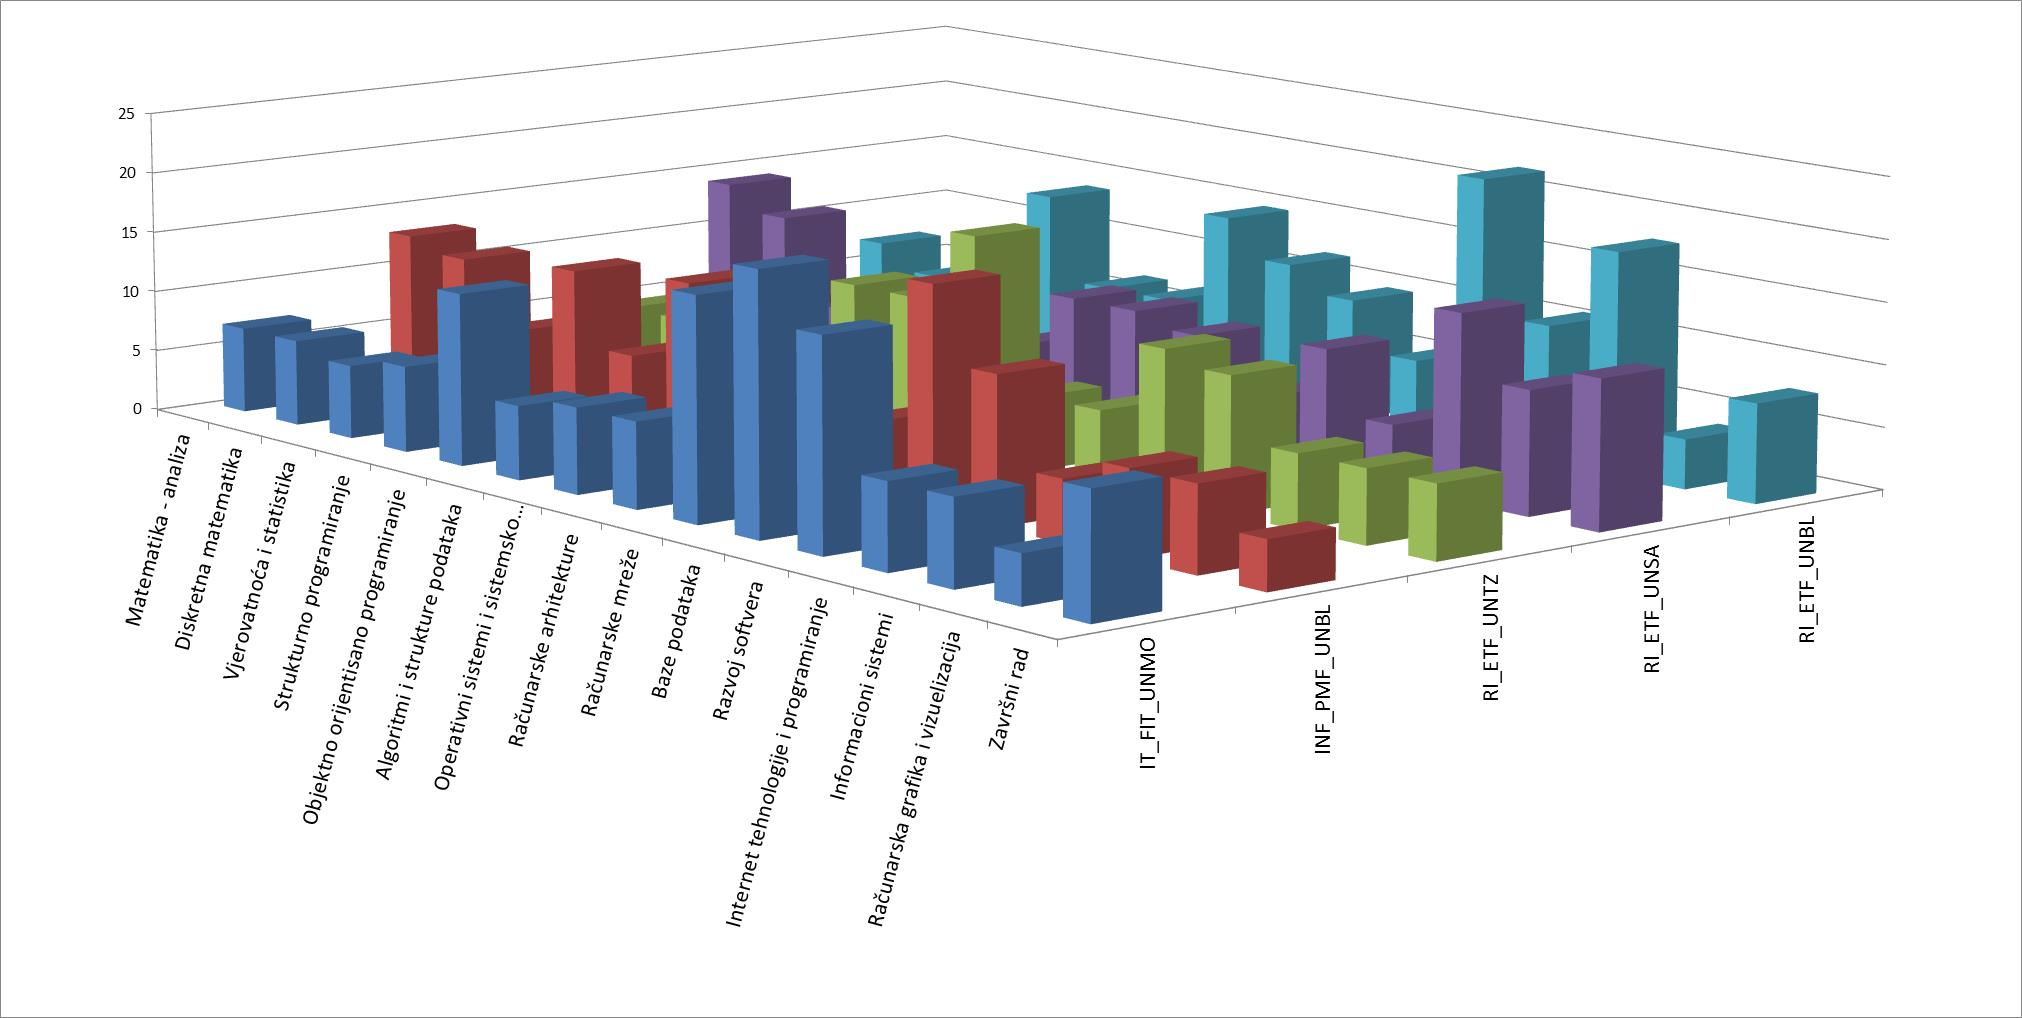 25
20
15
10
5
0
Matematika - analiza
Diskretna matematika
Vjerovatnoća i statistika
Strukturno programiranje
Objektno orijentisano programiranje
Algoritmi i strukture podataka
Operativni sistemi i sistemsko...
Računarske arhitekture
Računarske mreže
Baze podataka
Razvoj softvera
Internet tehnologije i programiranje
Informacioni sistemi
Računarska grafika i vizuelizacija
Završni rad
IT_FIT_UNMO
INF_PMF_UNBL
RI_ETF_UNTZ
RI_ETF_UNSA
RI_ETF_UNBL